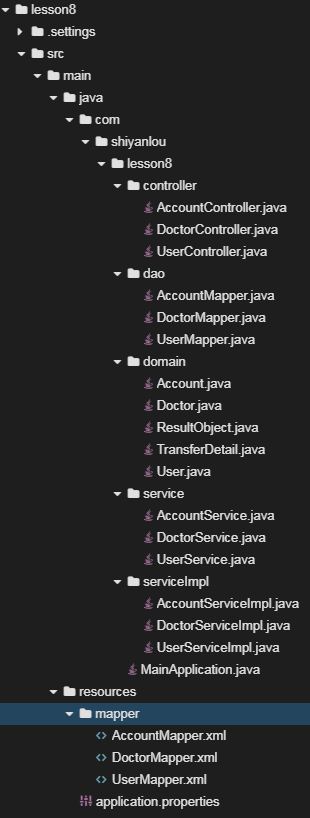 lesson8
.settings
src
main
java
com
shiyanlou
lesson8
controller
AccountController.java
DoctorController.java
UserController.java
dao
AccountMapper.java
DoctorMapper.java
UserMapper.java
domain
Account.java
Doctor.java
ResultObject.java
TransferDetail.java
User.java
service
AccountService.java
DoctorService.java
UserService.java
serviceImpl
AccountServiceImpl.java
DoctorServiceImpl.java
UserServiceImpl.java
MainApplication.java
resources
mapper
AccountMapper.xml
DoctorMapper.xml
UserMapper.xml
application.properties